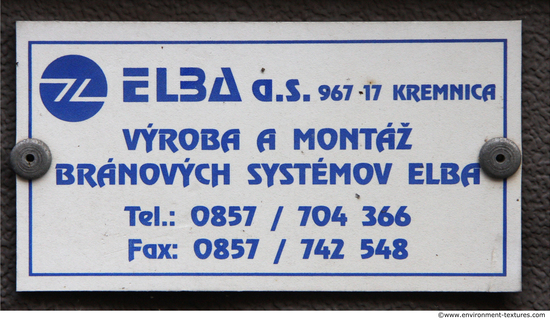 ELBA a.s. 967 17 KREMNICA
VÝROBA A MONTÁŽ
BRÁNOVÝCH SYSTÉMOV ELBA
Tel.: 0857 / 704 366
Fax: 0857 / 742 548
©www.environment-textures.com